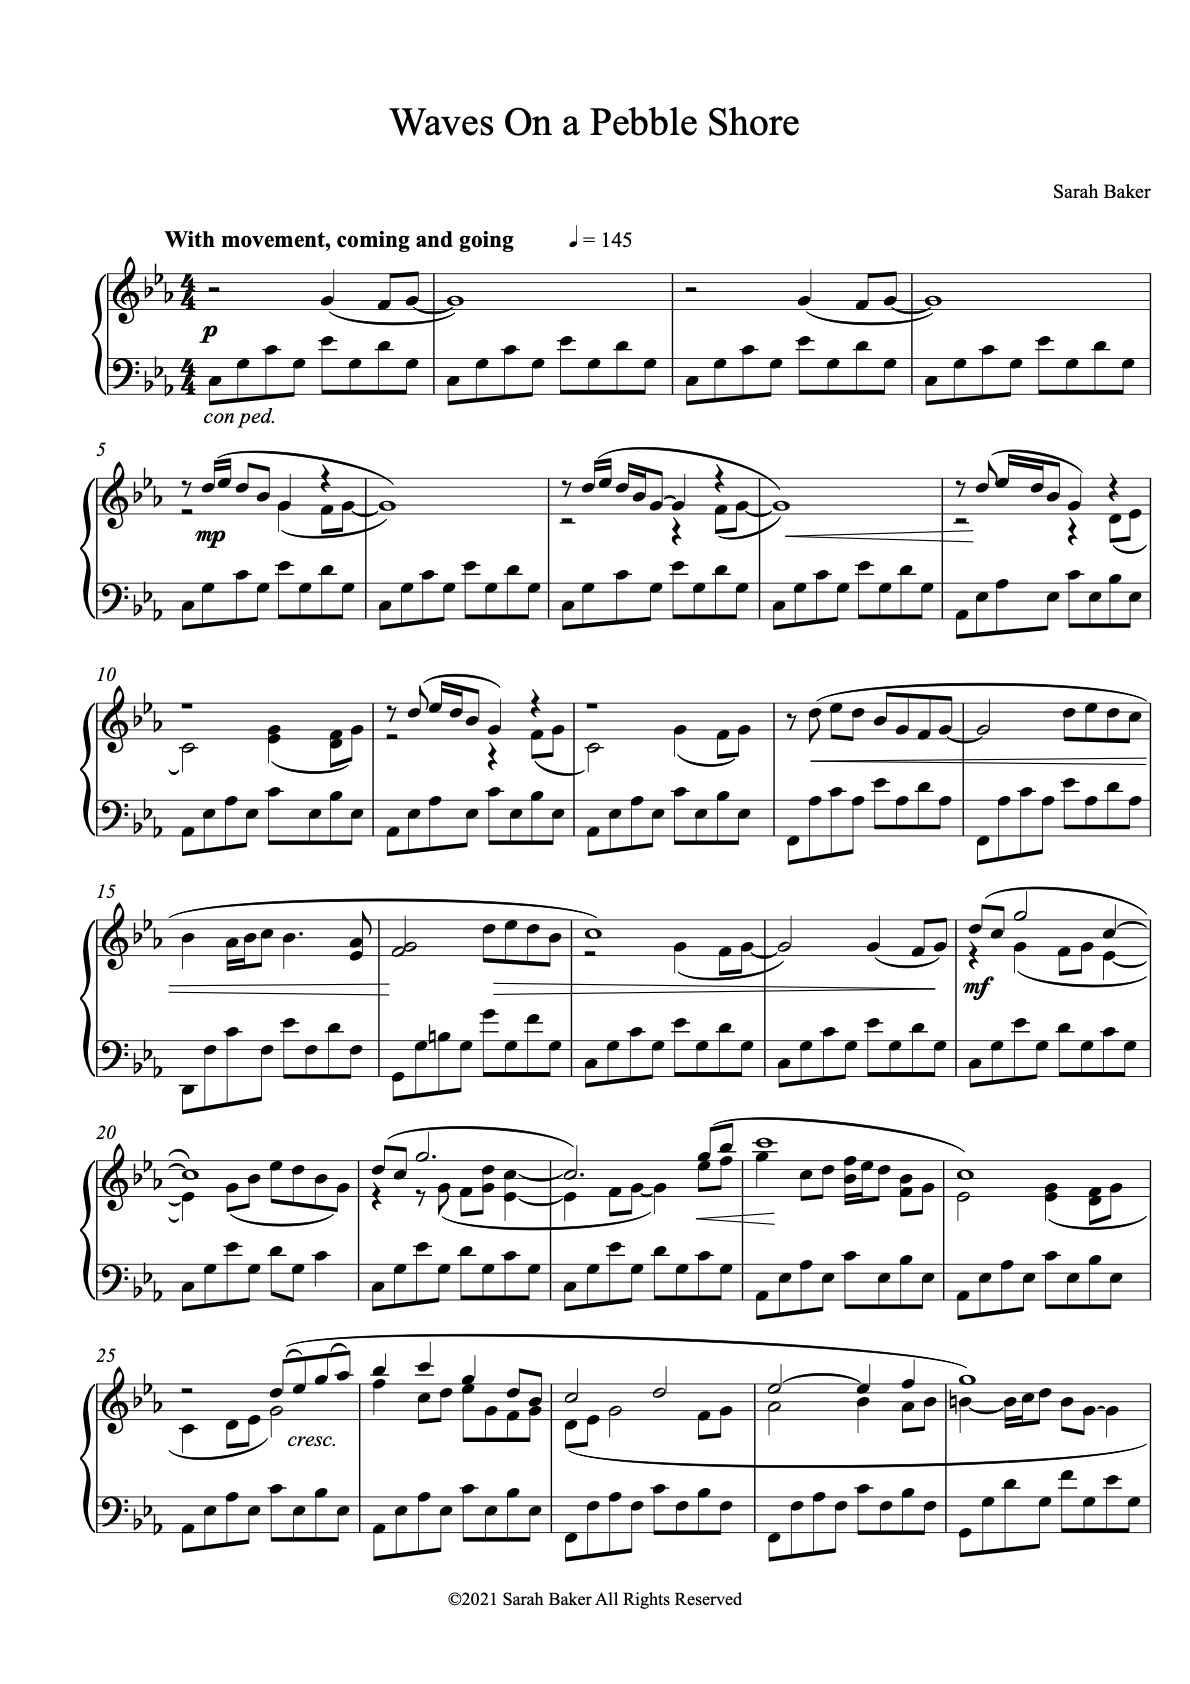 Waves On a Pebble Shore
Sarah Baker
With movement, coming and going ♩ = 145
p
con ped.
5
mp
10
15
mf
20
25
cresc.
©2021 Sarah Baker All Rights Reserved